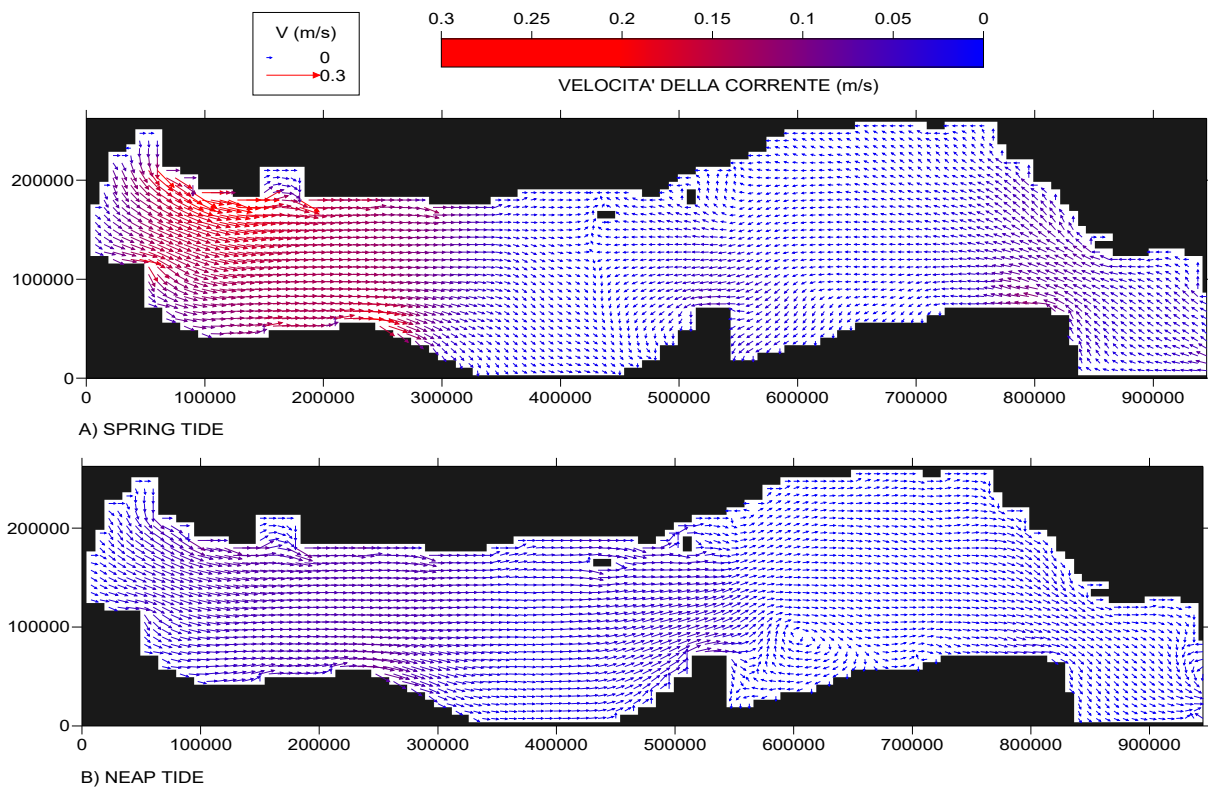 V (m/s)
0
0.3
0.3 0.25 0.2 0.15 0.1 0.05 0
VELOCITA' DELLA CORRENTE (m/s)
200000
100000
0
0 100000 200000 300000 400000 500000 600000 700000 800000 900000
A) SPRING TIDE
200000
100000
0
0 100000 200000 300000 400000 500000 600000 700000 800000 900000
B) NEAP TIDE